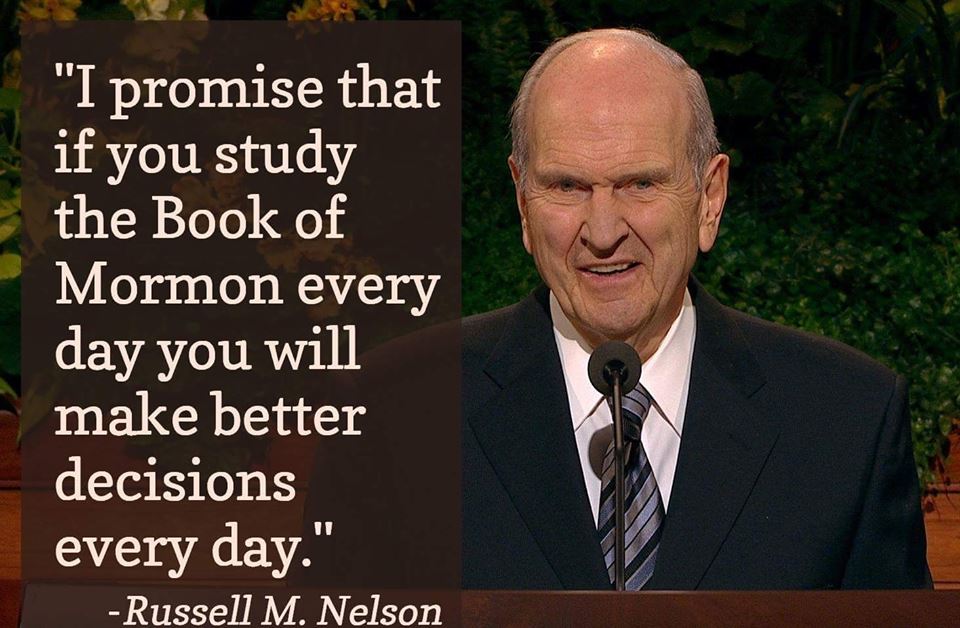 "I promise that
if you study
the Book of
Mormon every
day you will
make better
decisions
every day."
-Russell M. Nelson